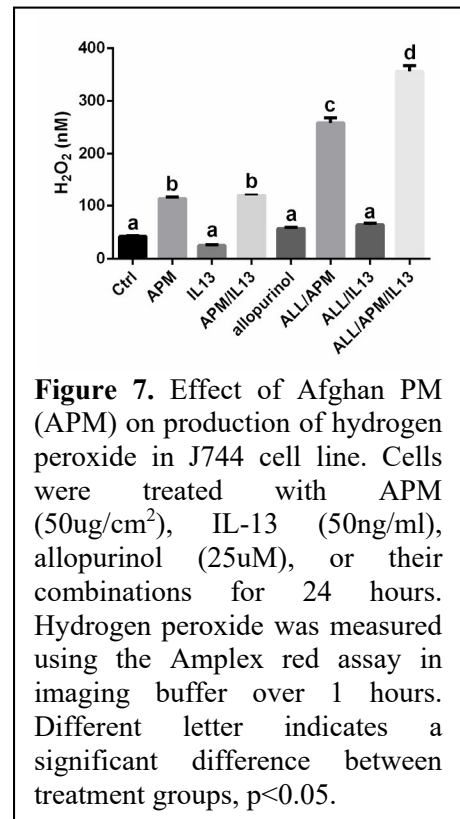 d
400
c
300
H₂O₂ (nM)
200
b b
100
a a a a
0
Ctrl
APM
IL13
APM/IL13
allopurinol
ALL/APM
ALL/IL13
ALL/APM/IL13
Figure 7. Effect of Afghan PM
(APM) on production of hydrogen
peroxide in J744 cell line. Cells
were treated with APM
(50ug/cm²), IL-13 (50ng/ml),
allopurinol (25uM), or their
combinations for 24 hours.
Hydrogen peroxide was measured
using the Amplex red assay in
imaging buffer over 1 hours.
Different letter indicates a
significant difference between
treatment groups, p<0.05.